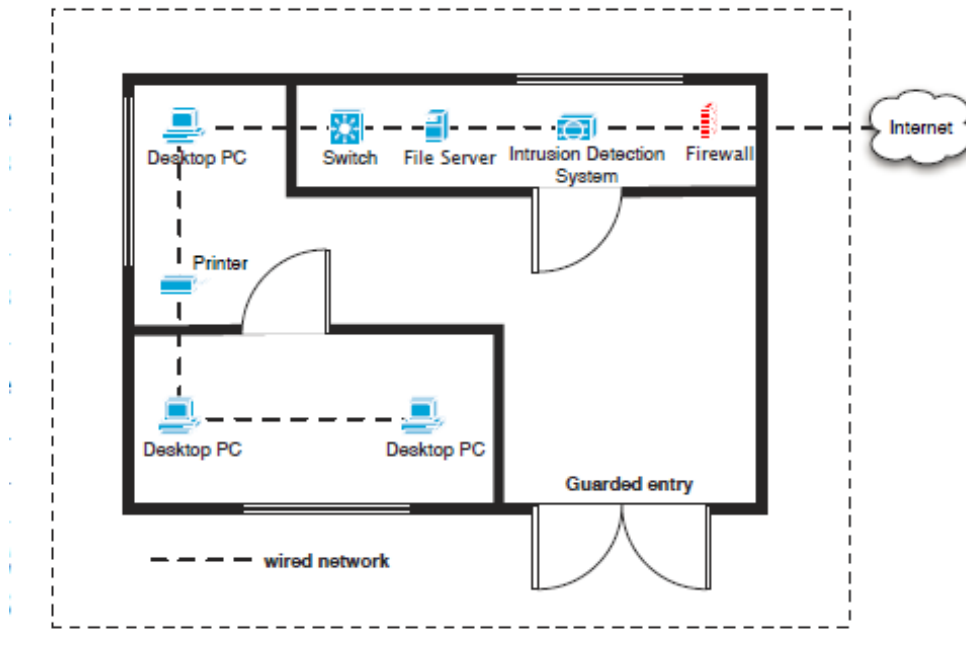 Internet
Desktop PC
Switch
File Server
Intrusion Detection
System
Firewall
Printer
Desktop PC
Desktop PC
Guarded entry
wired network